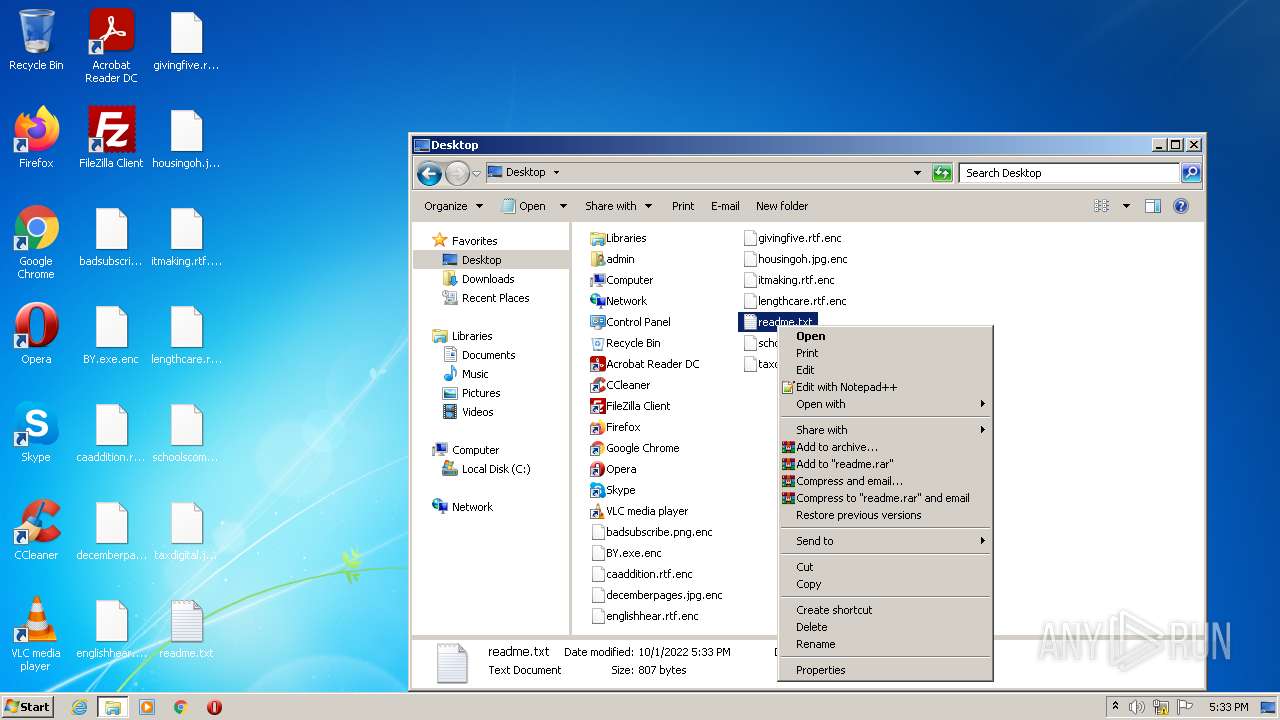 Recycle Bin
Acrobat
Reader DC
givingfive.r...
Firefox
FileZilla Client
housingoh.j...
Google
Chrome
badsubscri...
itmaking.rtf....
Opera
BY.exe.enc
lengthcare.r...
Skype
caaddition.r...
schoolscom...
CCleaner
decemberpa...
taxdigital.j...
VLC media
player
englishhear....
readme.txt
Desktop
Desktop
Search Desktop
Organize
Open
Share with
Print
E-mail
New folder
Favorites
Desktop
Downloads
Recent Places
Libraries
Documents
Music
Pictures
Videos
Computer
Local Disk (C:)
Network
Libraries
admin
Computer
Network
Control Panel
Recycle Bin
Acrobat Reader DC
CCleaner
FileZilla Client
Firefox
Google Chrome
Opera
Skype
VLC media player
badsubscribe.png.enc
BY.exe.enc
caaddition.rtf.enc
decemberpages.jpg.enc
englishhear.rtf.enc
givingfive.rtf.enc
housingoh.jpg.enc
itmaking.rtf.enc
lengthcare.rtf.enc
readme.txt
Open
Print
Edit
Edit with Notepad++
Open with
Share with
Add to archive...
Add to "readme.rar"
Compress and email...
Compress to "readme.rar" and email
Restore previous versions
Send to
Cut
Copy
Create shortcut
Delete
Rename
Properties
readme.txt
Date modified: 10/1/2022 5:33 PM
Text Document
Size: 807 bytes
ANY RUN
Start
5:33 PM